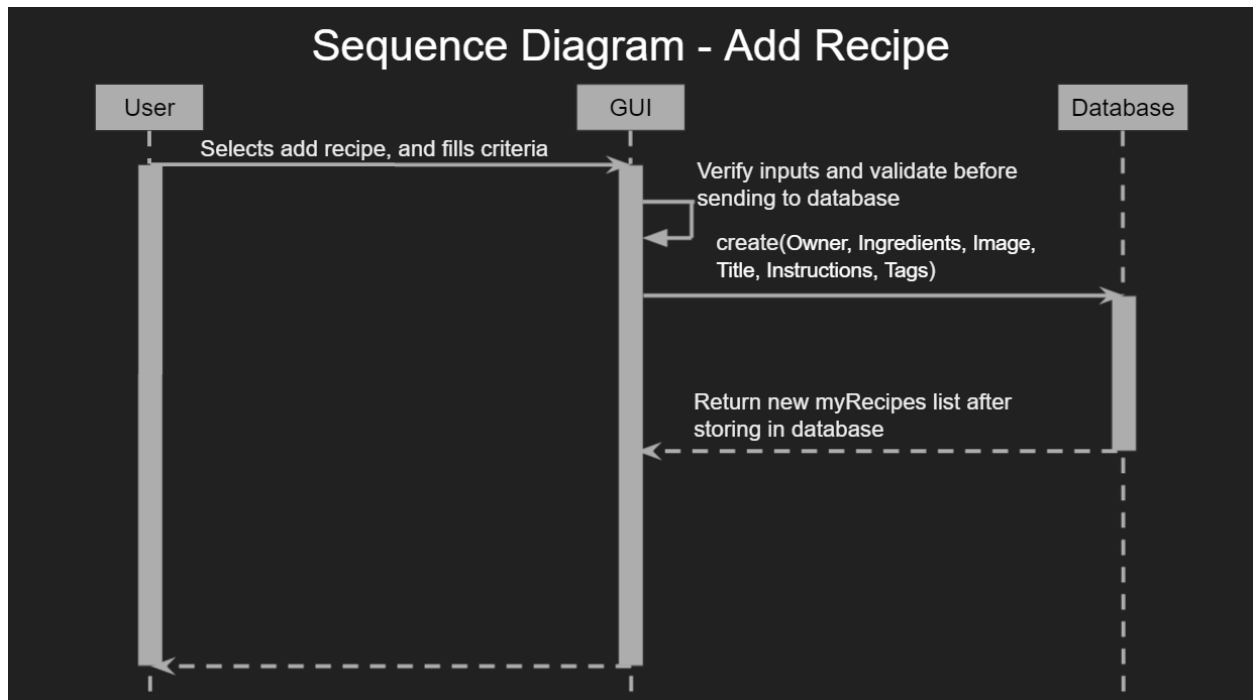 Sequence Diagram - Add Recipe
User
GUI
Database
Selects add recipe, and fills criteria
Verify inputs and validate before
sending to database
create(Owner, Ingredients, Image,
Title, Instructions, Tags)
Return new myRecipes list after
storing in database